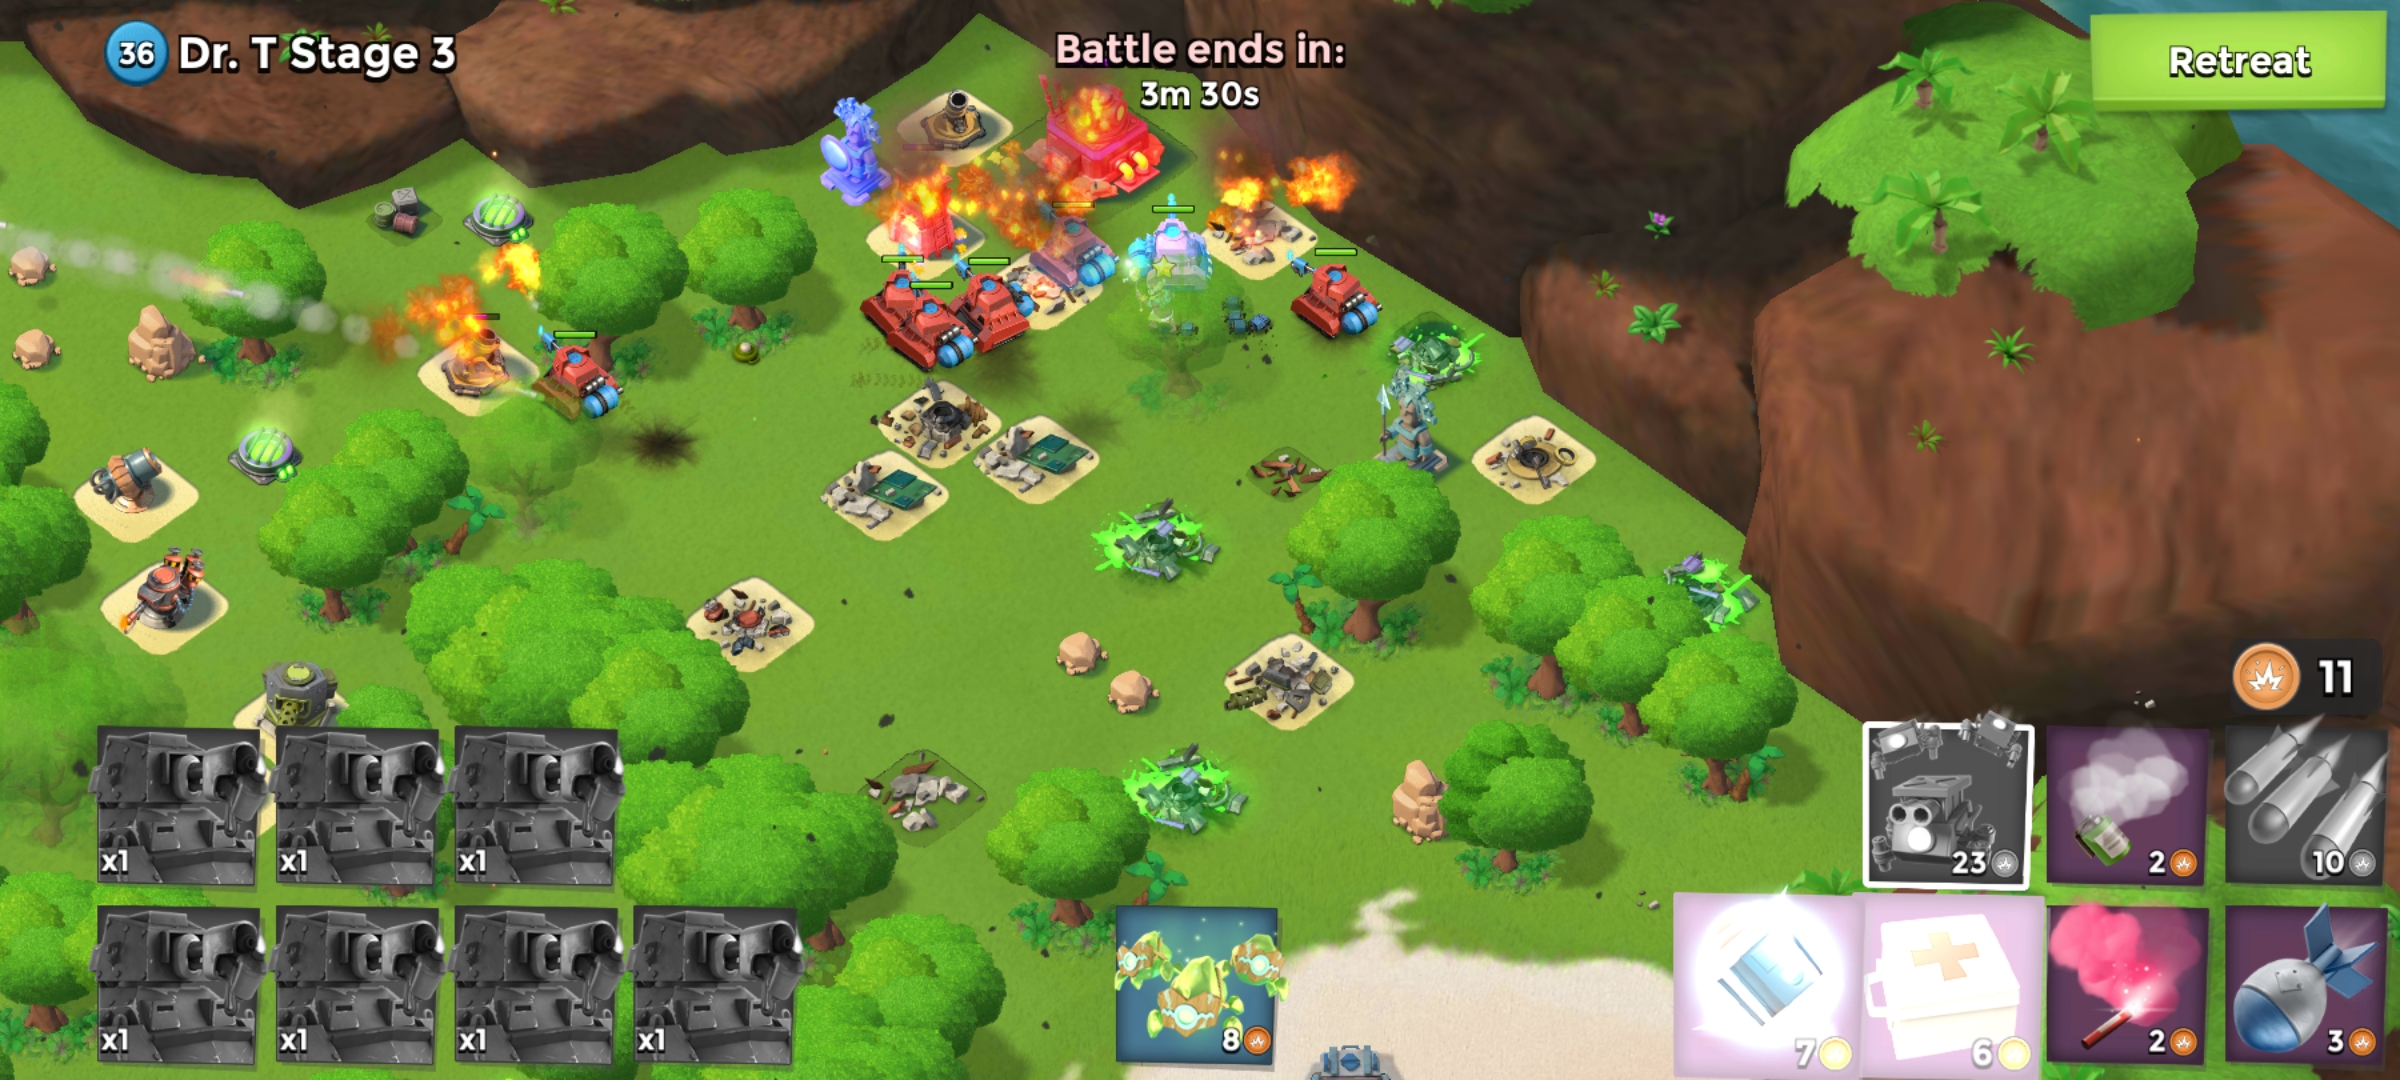 36 Dr. T Stage 3
Battle ends in:
3m 30s
Retreat
11
23
2
10
x1
x1
x1
x1
x1
x1
x1
8
7
6
2
3